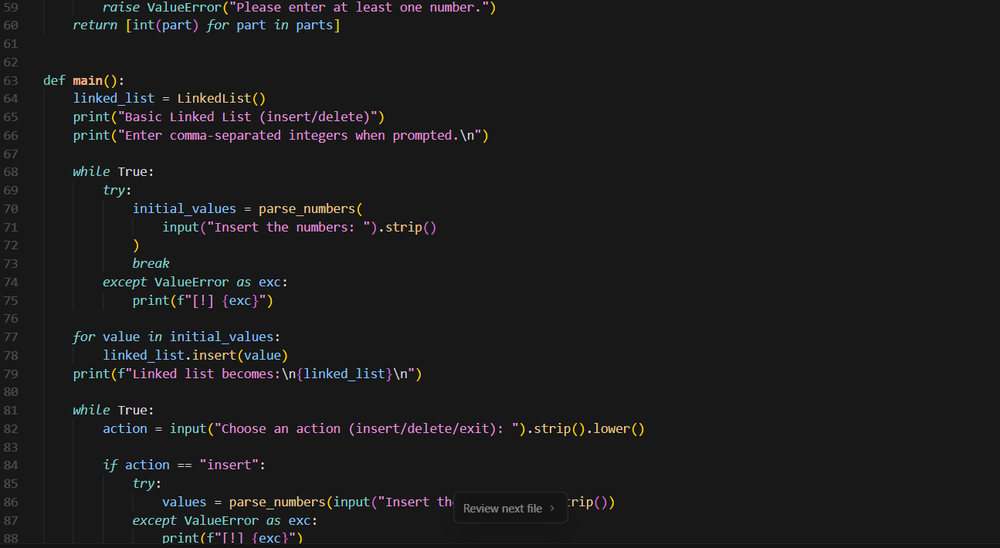 59 raise ValueError("Please enter at least one number.")
60 return [int(part) for part in parts]
61
62
63 def main():
64 linked_list = LinkedList()
65 print("Basic Linked List (insert/delete)")
66 print("Enter comma-separated integers when prompted.\n")
67
68 while True:
69 try:
70 initial_values = parse_numbers(
71 input("Insert the numbers: ").strip()
72 )
73 break
74 except ValueError as exc:
75 print(f"[!] {exc}")
76
77 for value in initial_values:
78 linked_list.insert(value)
79 print(f"Linked list becomes:\n{linked_list}\n")
80
81 while True:
82 action = input("Choose an action (insert/delete/exit): ").strip().lower()
83
84 if action == "insert":
85 try:
86 values = parse_numbers(input("Insert trip())
Review next file ›
87 except ValueError as exc:
88 print(f"[!] {exc}")